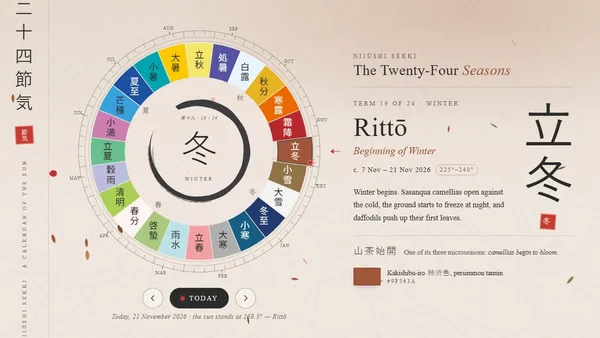 二十四節氣
節氣
NIJŪSHI SEKKI · A CALENDAR OF THE SUN
AUG
SEP
OCT
NOV
DEC
JAN
FEB
MAR
APR
MAY
JUL
立秋
処暑
白露
秋分
寒露
霜降
立冬
小雪
大雪
冬至
小寒
大寒
立春
雨水
啓蟄
春分
清明
穀雨
立夏
小満
芒種
夏至
小暑
大暑
夏
秋
冬
春
冬
WINTER
TODAY
Today, 21 November 2026 · the sun stands at 238.3° — Rittō
NIJŪSHI SEKKI
The Twenty-Four Seasons
TERM 19 OF 24 · WINTER
Rittō
Beginning of Winter
c. 7 Nov – 21 Nov 2026
225°–240°
Winter begins. Sasanqua camellias open against
the cold, the ground starts to freeze at night, and
daffodils push up their first leaves.
立冬
冬
山茶始開 One of its three microseasons: camellias begin to bloom.
Kakishibu-iro 柿渋色, persimmon tannin
#9F563A